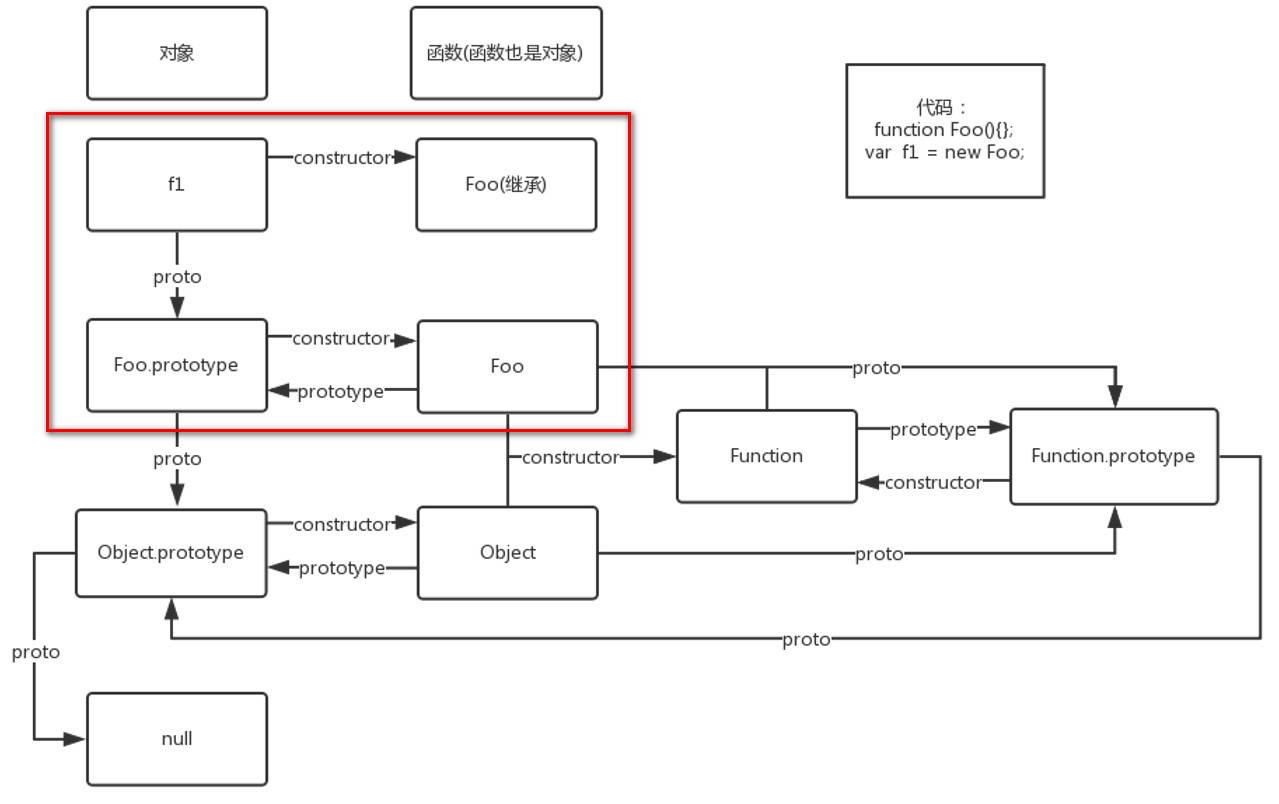 对象
函数(函数也是对象)
代码：
function Foo(){};
var f1 = new Foo;
f1
constructor
Foo(继承)
proto
Foo.prototype
constructor
prototype
Foo
proto
proto
constructor
Function
prototype
constructor
Function.prototype
Object.prototype
constructor
prototype
Object
proto
proto
proto
null